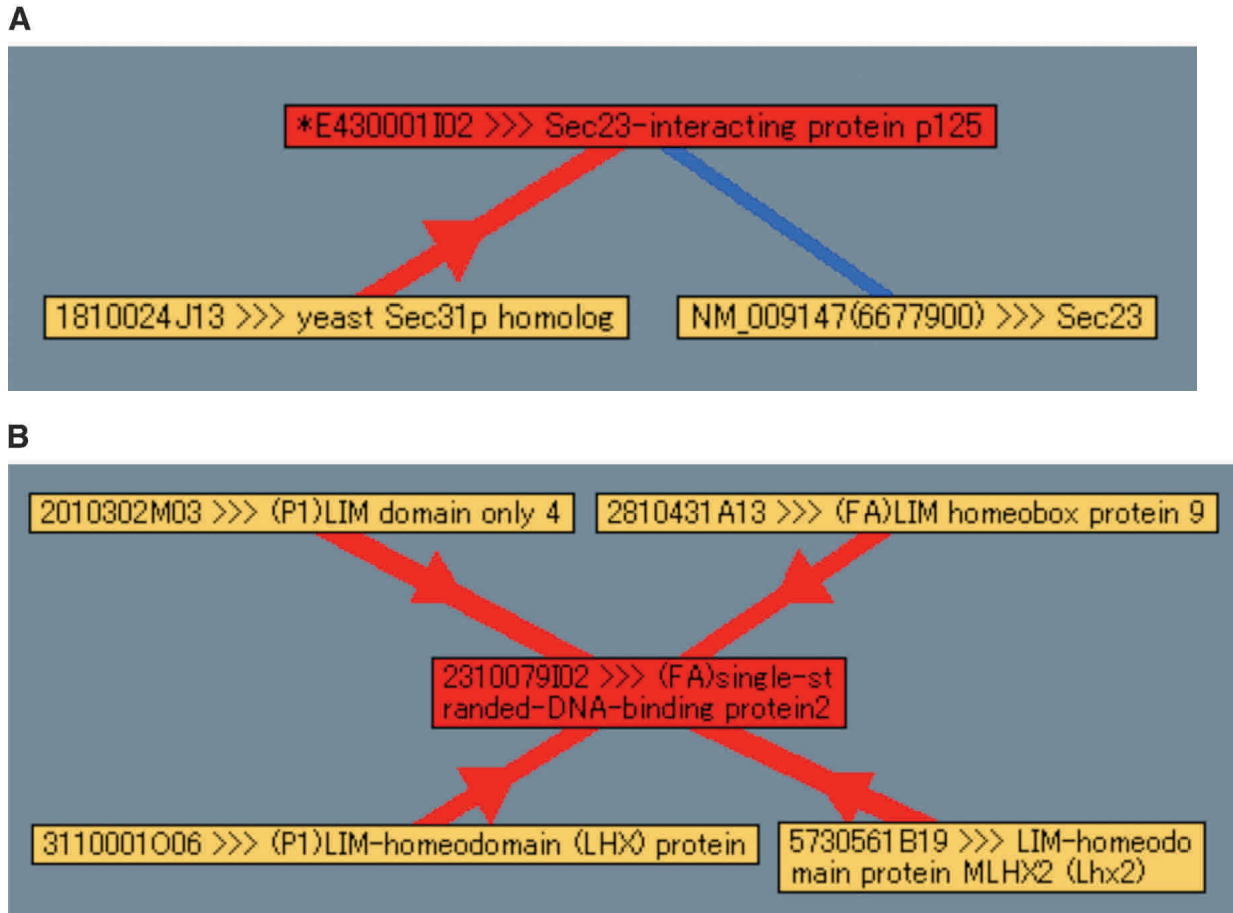 A
*E430001I02 >>> Sec23-interacting protein p125
1810024J13 >>> yeast Sec31p homolog
NM_009147(6677900) >>> Sec23
B
2010302M03 >>> (P1)LIM domain only 4
2810431A13 >>> (FA)LIM homeobox protein 9
2310079I02 >>> (FA)single-st
randed-DNA-binding protein2
3110001O06 >>> (P1)LIM-homeodomain (LHX) protein
5730561B19 >>> LIM-homeodo
main protein MLHX2 (Lhx2)